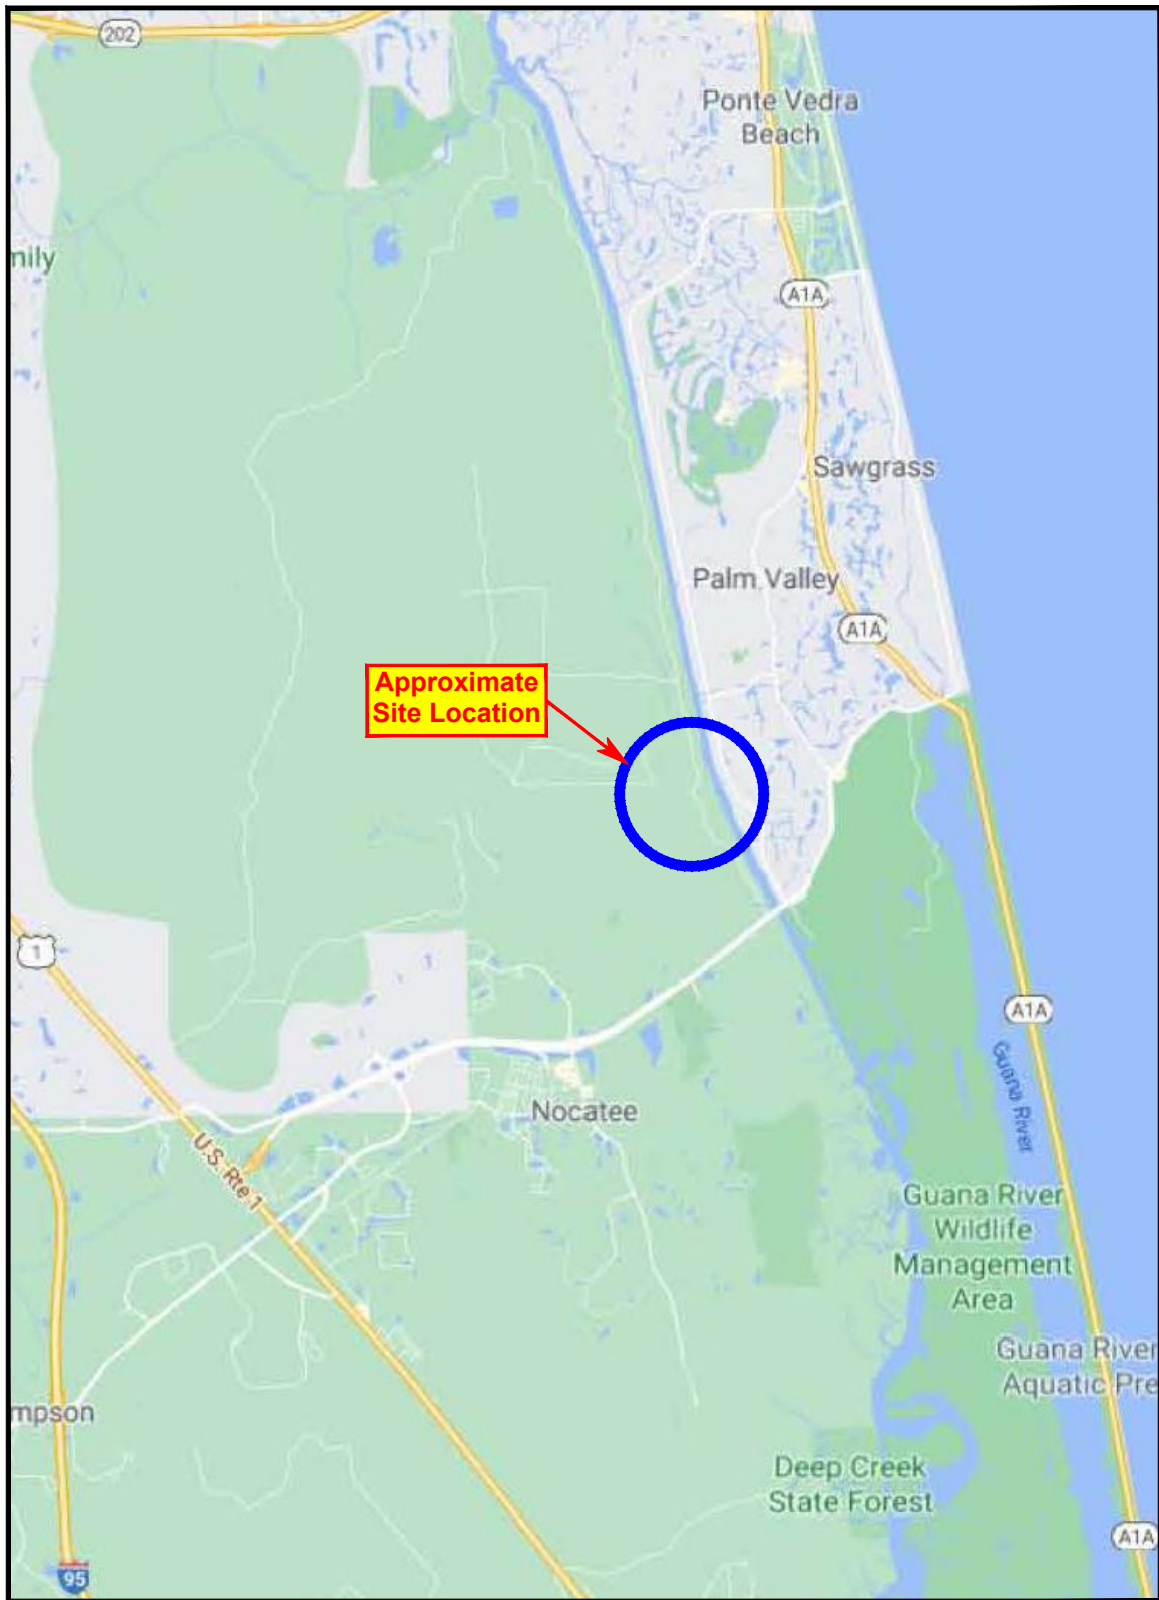 202
Ponte Vedra
Beach
mily
A1A
Sawgrass
Palm Valley
A1A
Approximate
Site Location
1
A1A
Guana River
Nocatee
U.S. Rte 1
Guana River
Wildlife
Management
Area
Guana River
Aquatic Pre
mpson
Deep Creek
State Forest
A1A
95